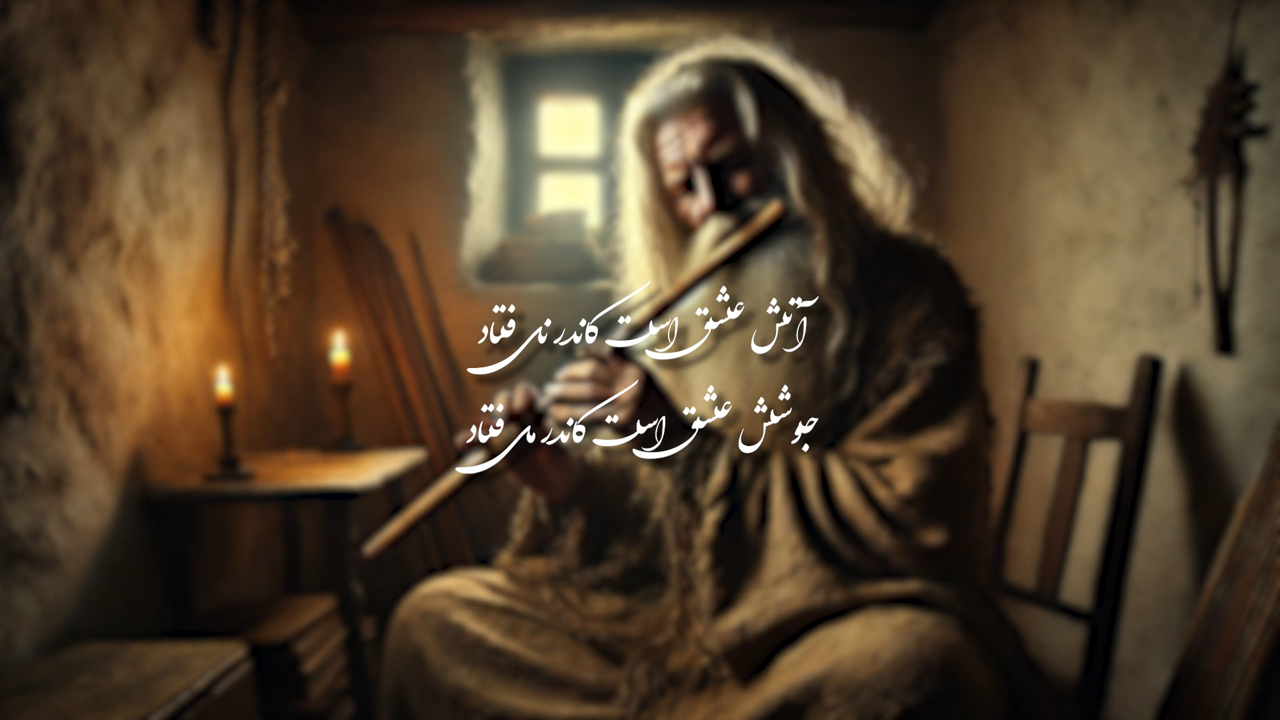 آتش عشق است کاندر نی فتاد
جوشش عشق است کاندر می فتاد